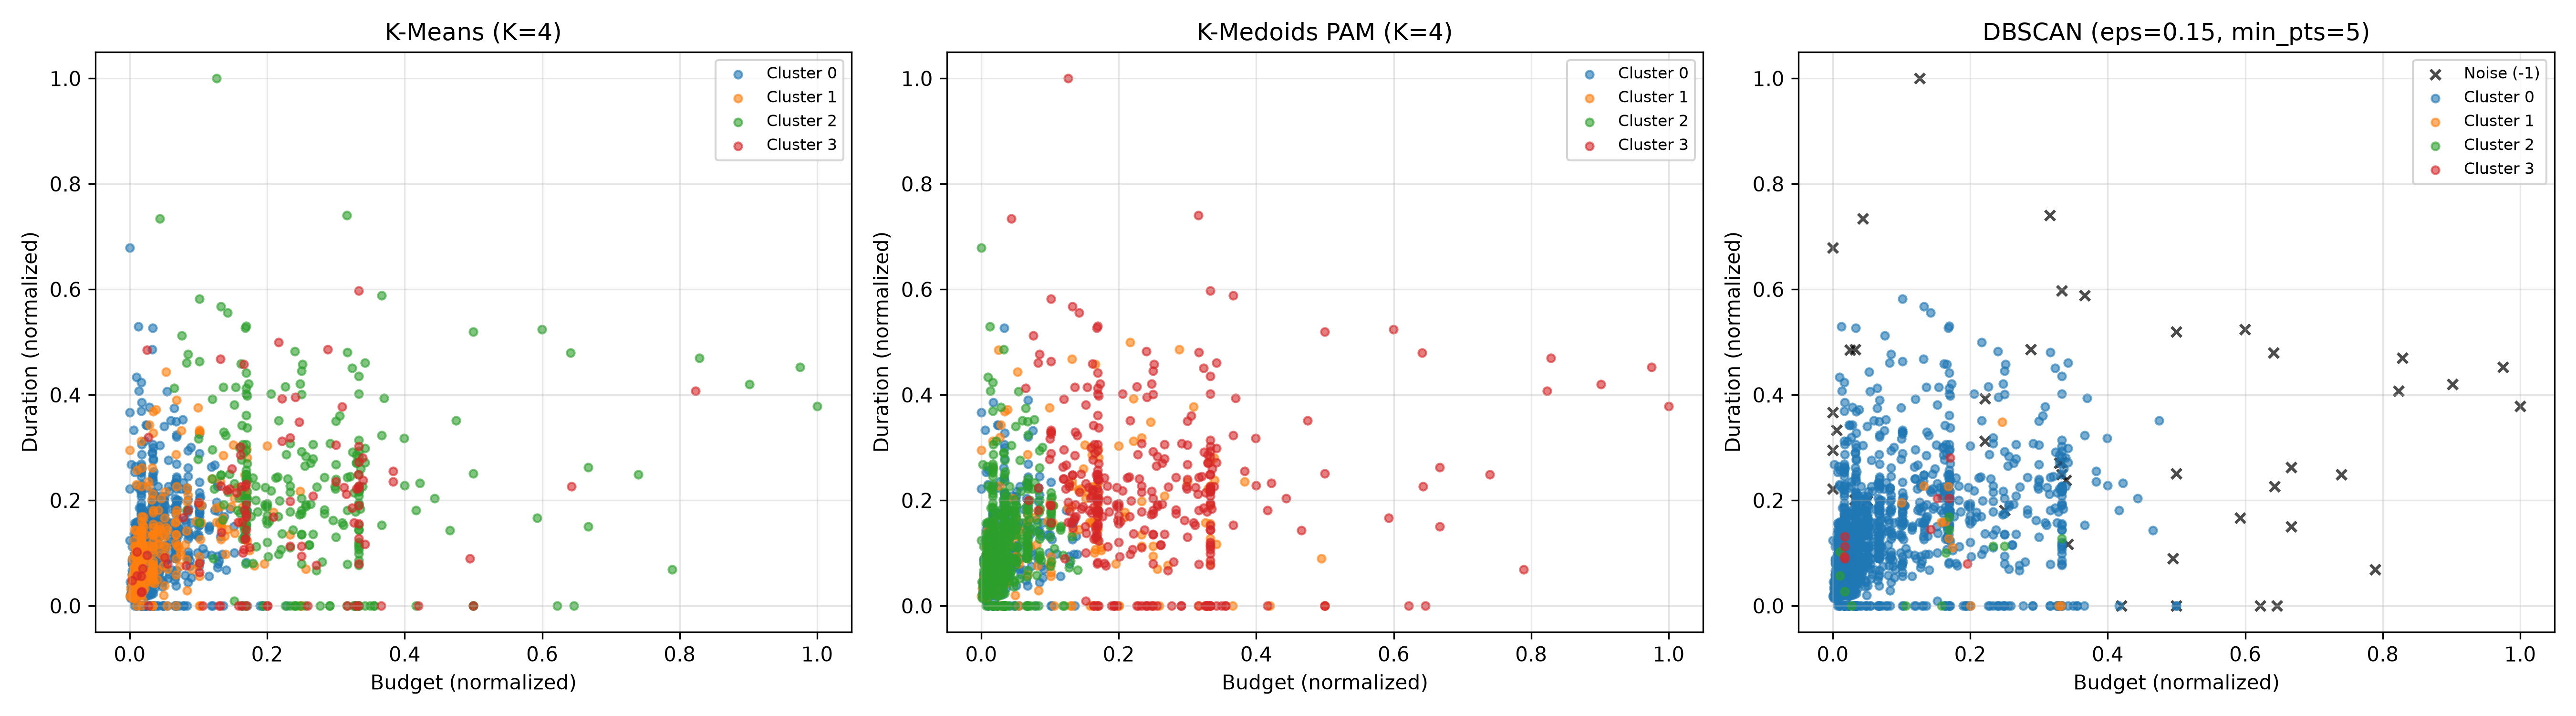 K-Means (K=4)
Duration (normalized)
1.0
0.8
0.6
0.4
0.2
0.0
Cluster 0
Cluster 1
Cluster 2
Cluster 3
0.0 0.2 0.4 0.6 0.8 1.0
Budget (normalized)
K-Medoids PAM (K=4)
Duration (normalized)
1.0
0.8
0.6
0.4
0.2
0.0
Cluster 0
Cluster 1
Cluster 2
Cluster 3
0.0 0.2 0.4 0.6 0.8 1.0
Budget (normalized)
DBSCAN (eps=0.15, min_pts=5)
Duration (normalized)
1.0
0.8
0.6
0.4
0.2
0.0
Noise (-1)
Cluster 0
Cluster 1
Cluster 2
Cluster 3
0.0 0.2 0.4 0.6 0.8 1.0
Budget (normalized)